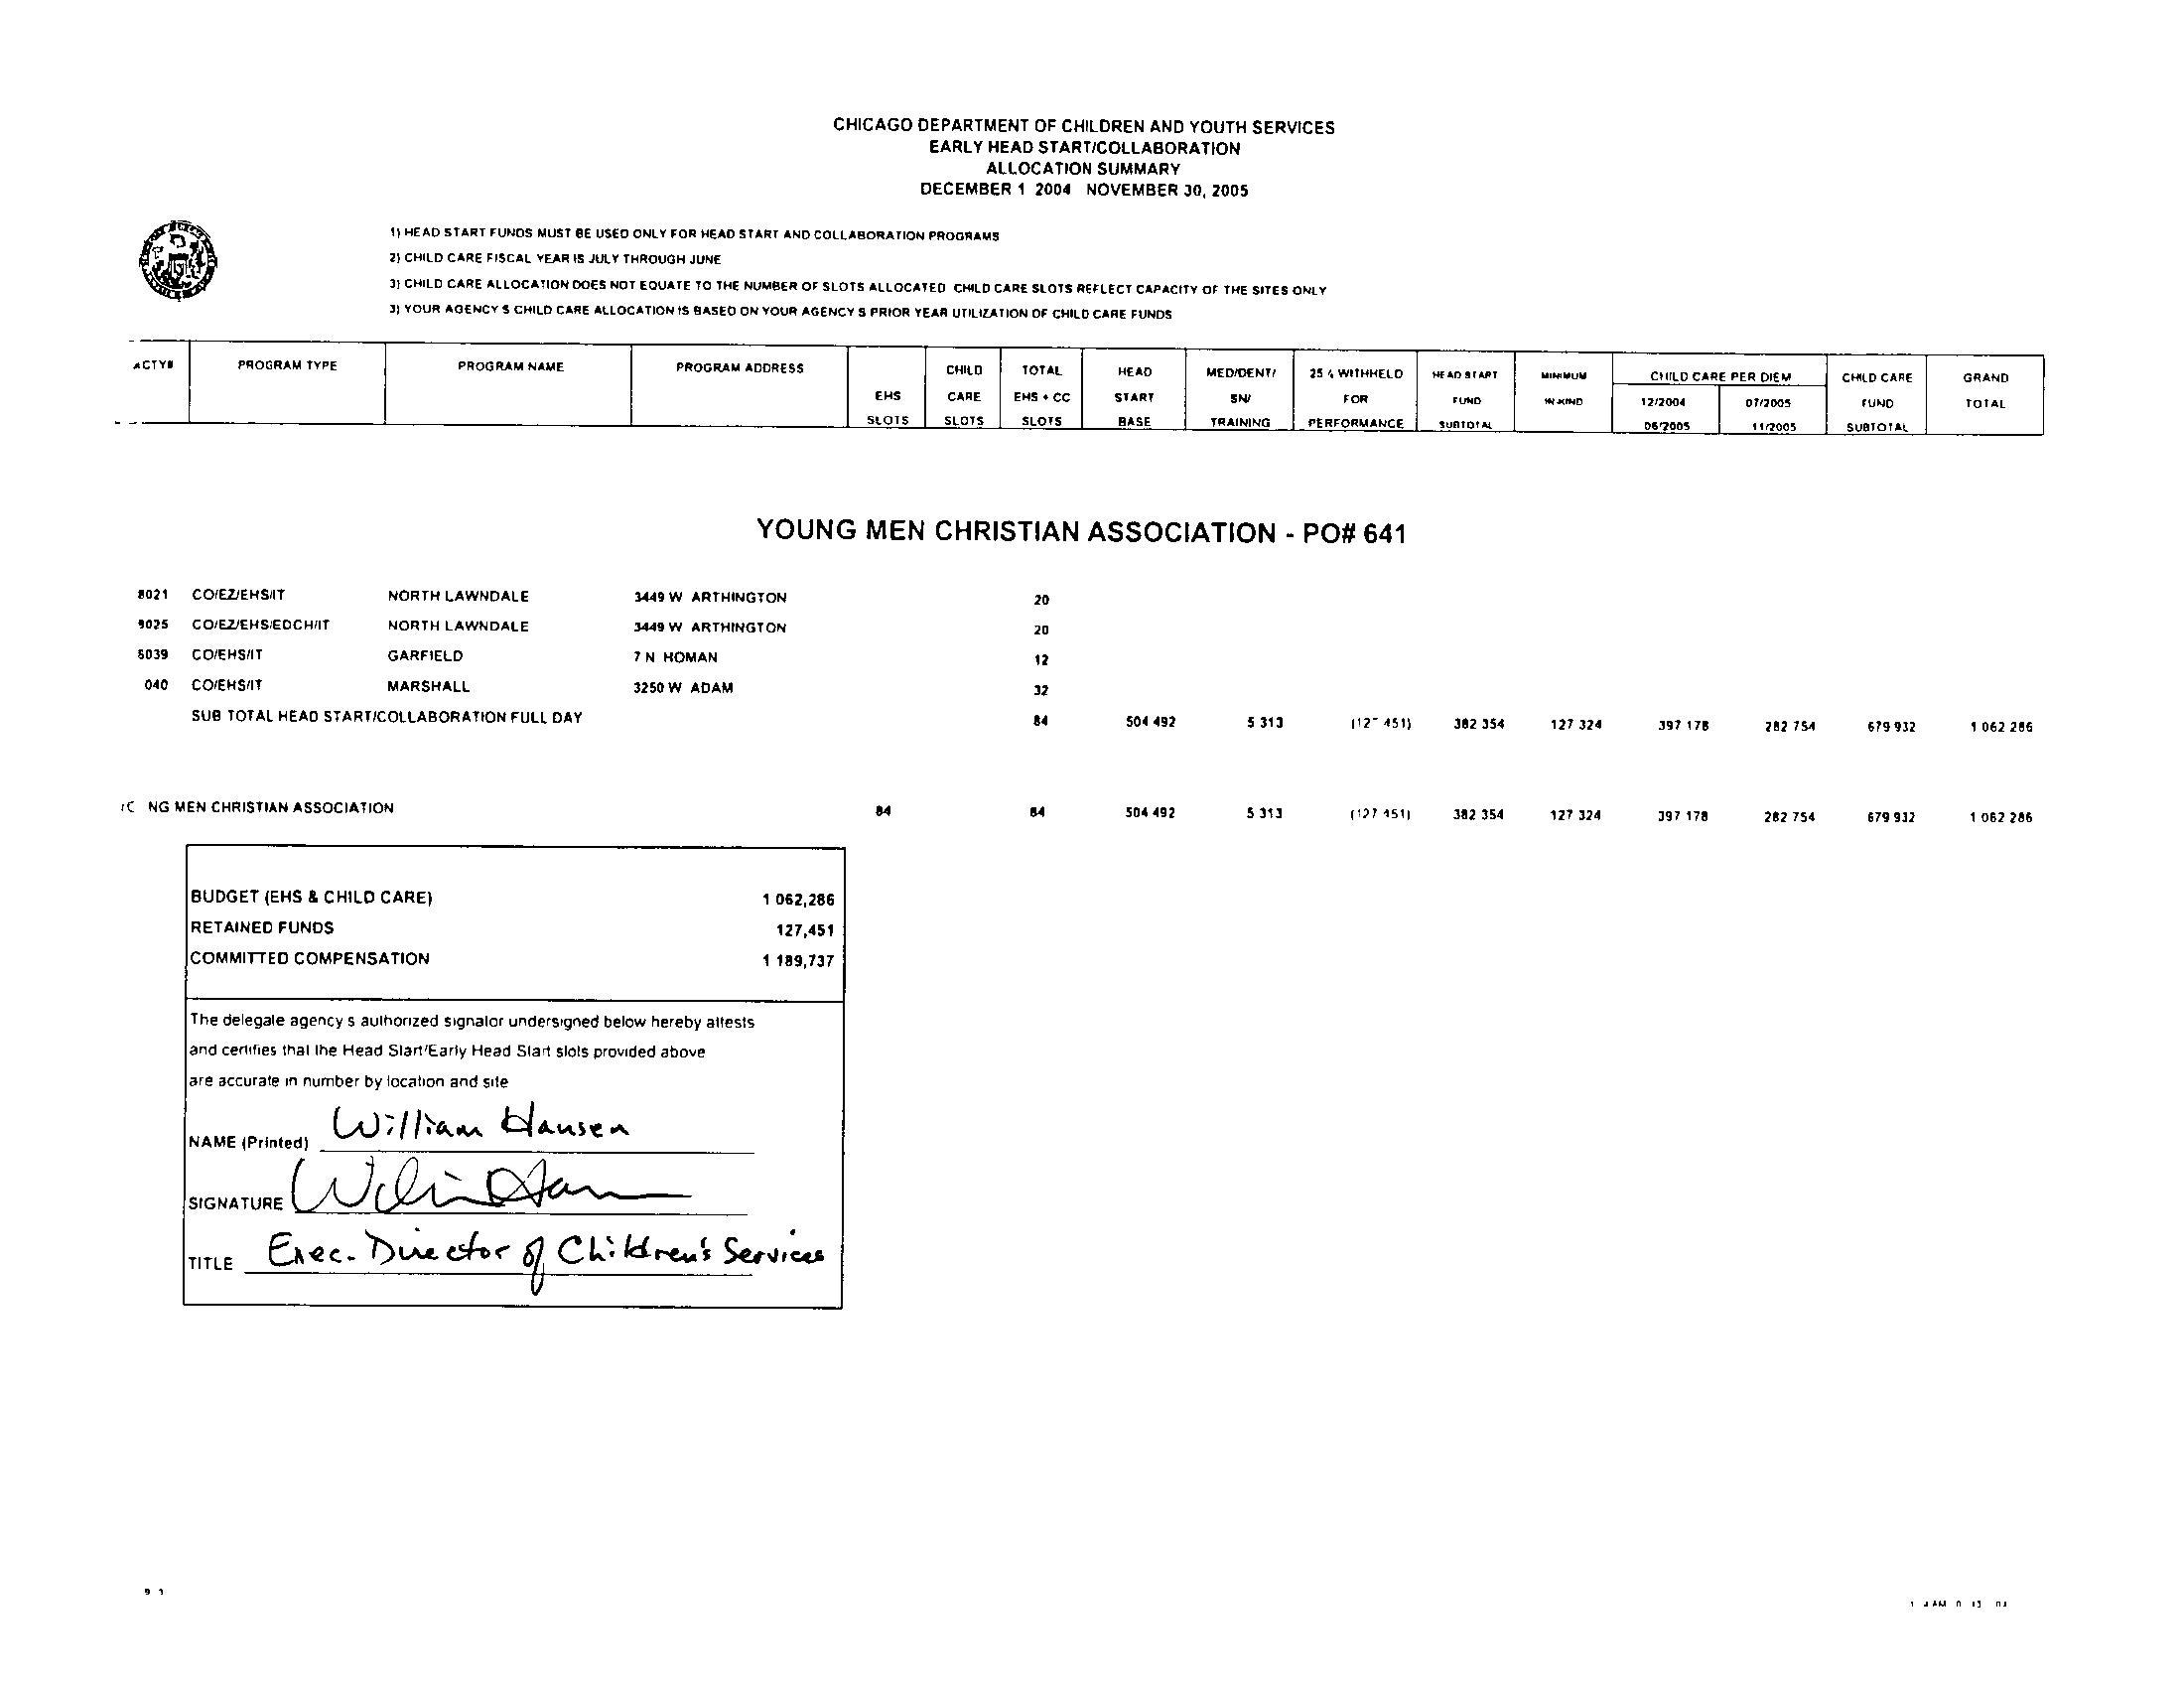 CHICAGO DEPARTMENT OF CHILDREN AND YOUTH SERVICES
EARLY HEAD START/COLLABORATION
ALLOCATION SUMMARY
DECEMBER 1 2004 NOVEMBER 30, 2005
1) HEAD START FUNDS MUST BE USED ONLY FOR HEAD START AND COLLABORATION PROGRAMS
2) CHILD CARE FISCAL YEAR IS JULY THROUGH JUNE
3) CHILD CARE ALLOCATION DOES NOT EQUATE TO THE NUMBER OF SLOTS ALLOCATED CHILD CARE SLOTS REFLECT CAPACITY OF THE SITES ONLY
3) YOUR AGENCY S CHILD CARE ALLOCATION IS BASED ON YOUR AGENCY S PRIOR YEAR UTILIZATION OF CHILD CARE FUNDS
ACTY# PROGRAM TYPE PROGRAM NAME PROGRAM ADDRESS CHILD TOTAL HEAD MED/DENT/ 25 % WITHHELD HEAD START MINIMUM CHILD CARE PER DIEM CHILD CARE GRAND
EHS CARE EHS + CC START SN/ FOR FUND IN-KIND 12/2004 07/2005 FUND TOTAL
SLOTS SLOTS SLOTS BASE TRAINING PERFORMANCE SUBTOTAL 06/2005 11/2005 SUBTOTAL
YOUNG MEN CHRISTIAN ASSOCIATION - PO# 641
8021 CO/EZ/EHS/IT NORTH LAWNDALE 3449 W ARTHINGTON 20
9025 CO/EZ/EHS/EDCH/IT NORTH LAWNDALE 3449 W ARTHINGTON 20
8039 CO/EHS/IT GARFIELD 7 N HOMAN 12
040 CO/EHS/IT MARSHALL 3250 W ADAM 32
SUB TOTAL HEAD START/COLLABORATION FULL DAY 84 504 492 5 313 382 354 127 324 397 178 282 754 679 932 1 062 286
NG MEN CHRISTIAN ASSOCIATION 84 84 504 492 5 313 (127 451) 382 354 127 324 397 178 282 754 679 932 1 062 286
BUDGET (EHS & CHILD CARE) 1 062,286
RETAINED FUNDS 127,451
COMMITTED COMPENSATION 1 189,737
The delegate agency s authorized signator undersigned below hereby attests
and certifies that the Head Start/Early Head Start slots provided above
are accurate in number by location and site
NAME (Printed) William Hansen
SIGNATURE
TITLE Exec. Director of Children's Services